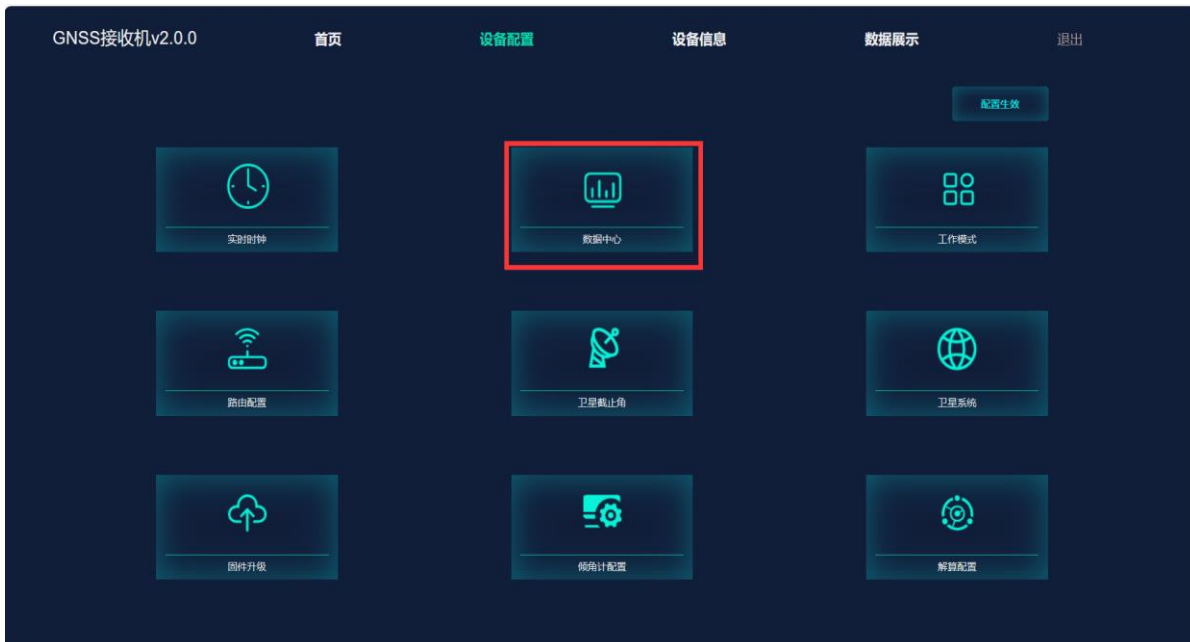 GNSS接收机v2.0.0 首页 设备配置 设备信息 数据展示 退出
配置生效
实时时钟 数据中心 工作模式
路由配置 卫星截止角 卫星系统
固件升级 倾角计配置 解算配置